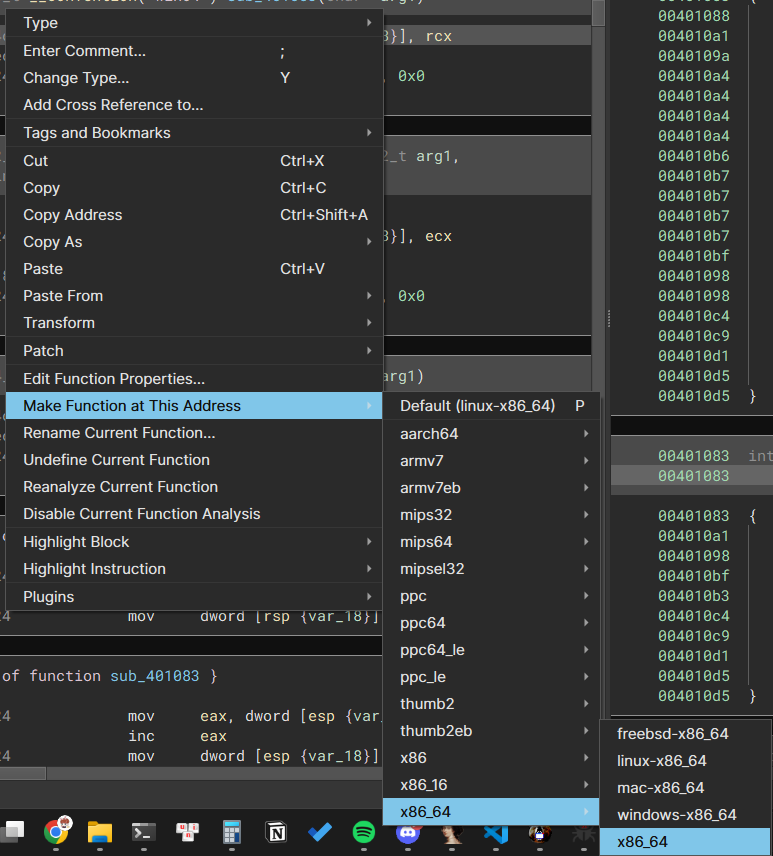 Type
Enter Comment... ;
Change Type... Y
Add Cross Reference to...
Tags and Bookmarks
Cut Ctrl+X
Copy Ctrl+C
Copy Address Ctrl+Shift+A
Copy As
Paste Ctrl+V
Paste From
Transform
Patch
Edit Function Properties...
Make Function at This Address
Rename Current Function...
Undefine Current Function
Reanalyze Current Function
Disable Current Function Analysis
Highlight Block
Highlight Instruction
Plugins
}], rcx
, 0x0
2_t arg1,
}], ecx
, 0x0
arg1)
Default (linux-x86_64) P
aarch64
armv7
armv7eb
mips32
mips64
mipsel32
ppc
ppc64
ppc64_le
ppc_le
thumb2
thumb2eb
x86
x86_16
x86_64
freebsd-x86_64
linux-x86_64
mac-x86_64
windows-x86_64
x86_64
mov dword [rsp {var_18}]
of function sub_401083 }
24 mov eax, dword [esp {var_
inc eax
24 mov dword [esp {var_18}]
00401088
004010a1
0040109a
004010a4
004010a4
004010a4
004010a4
004010b6
004010b7
004010b7
004010b7
004010b7
004010bf
00401098
00401098
004010c4
004010c9
004010d1
004010d5
004010d5 }
00401083 int
00401083
00401083 {
004010a1
00401098
004010bf
004010b3
004010c4
004010c9
004010d1
004010d5
004010d5 }